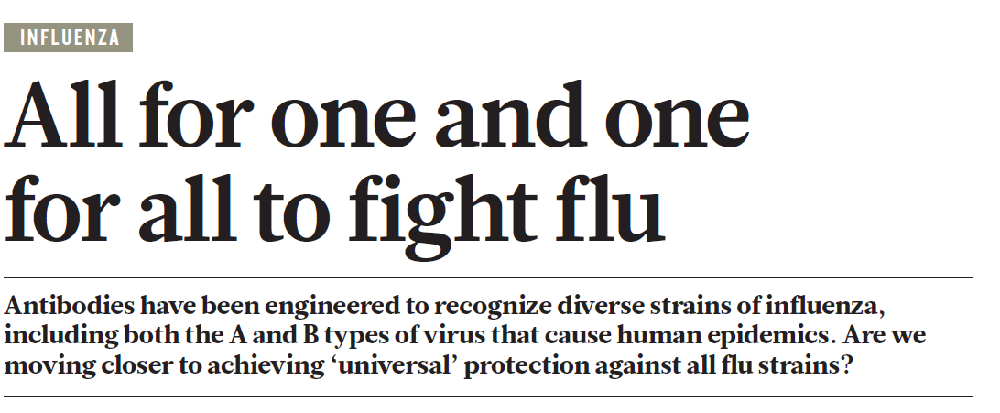 INFLUENZA
All for one and one
for all to fight flu
Antibodies have been engineered to recognize diverse strains of influenza,
including both the A and B types of virus that cause human epidemics. Are we
moving closer to achieving ‘universal’ protection against all flu strains?